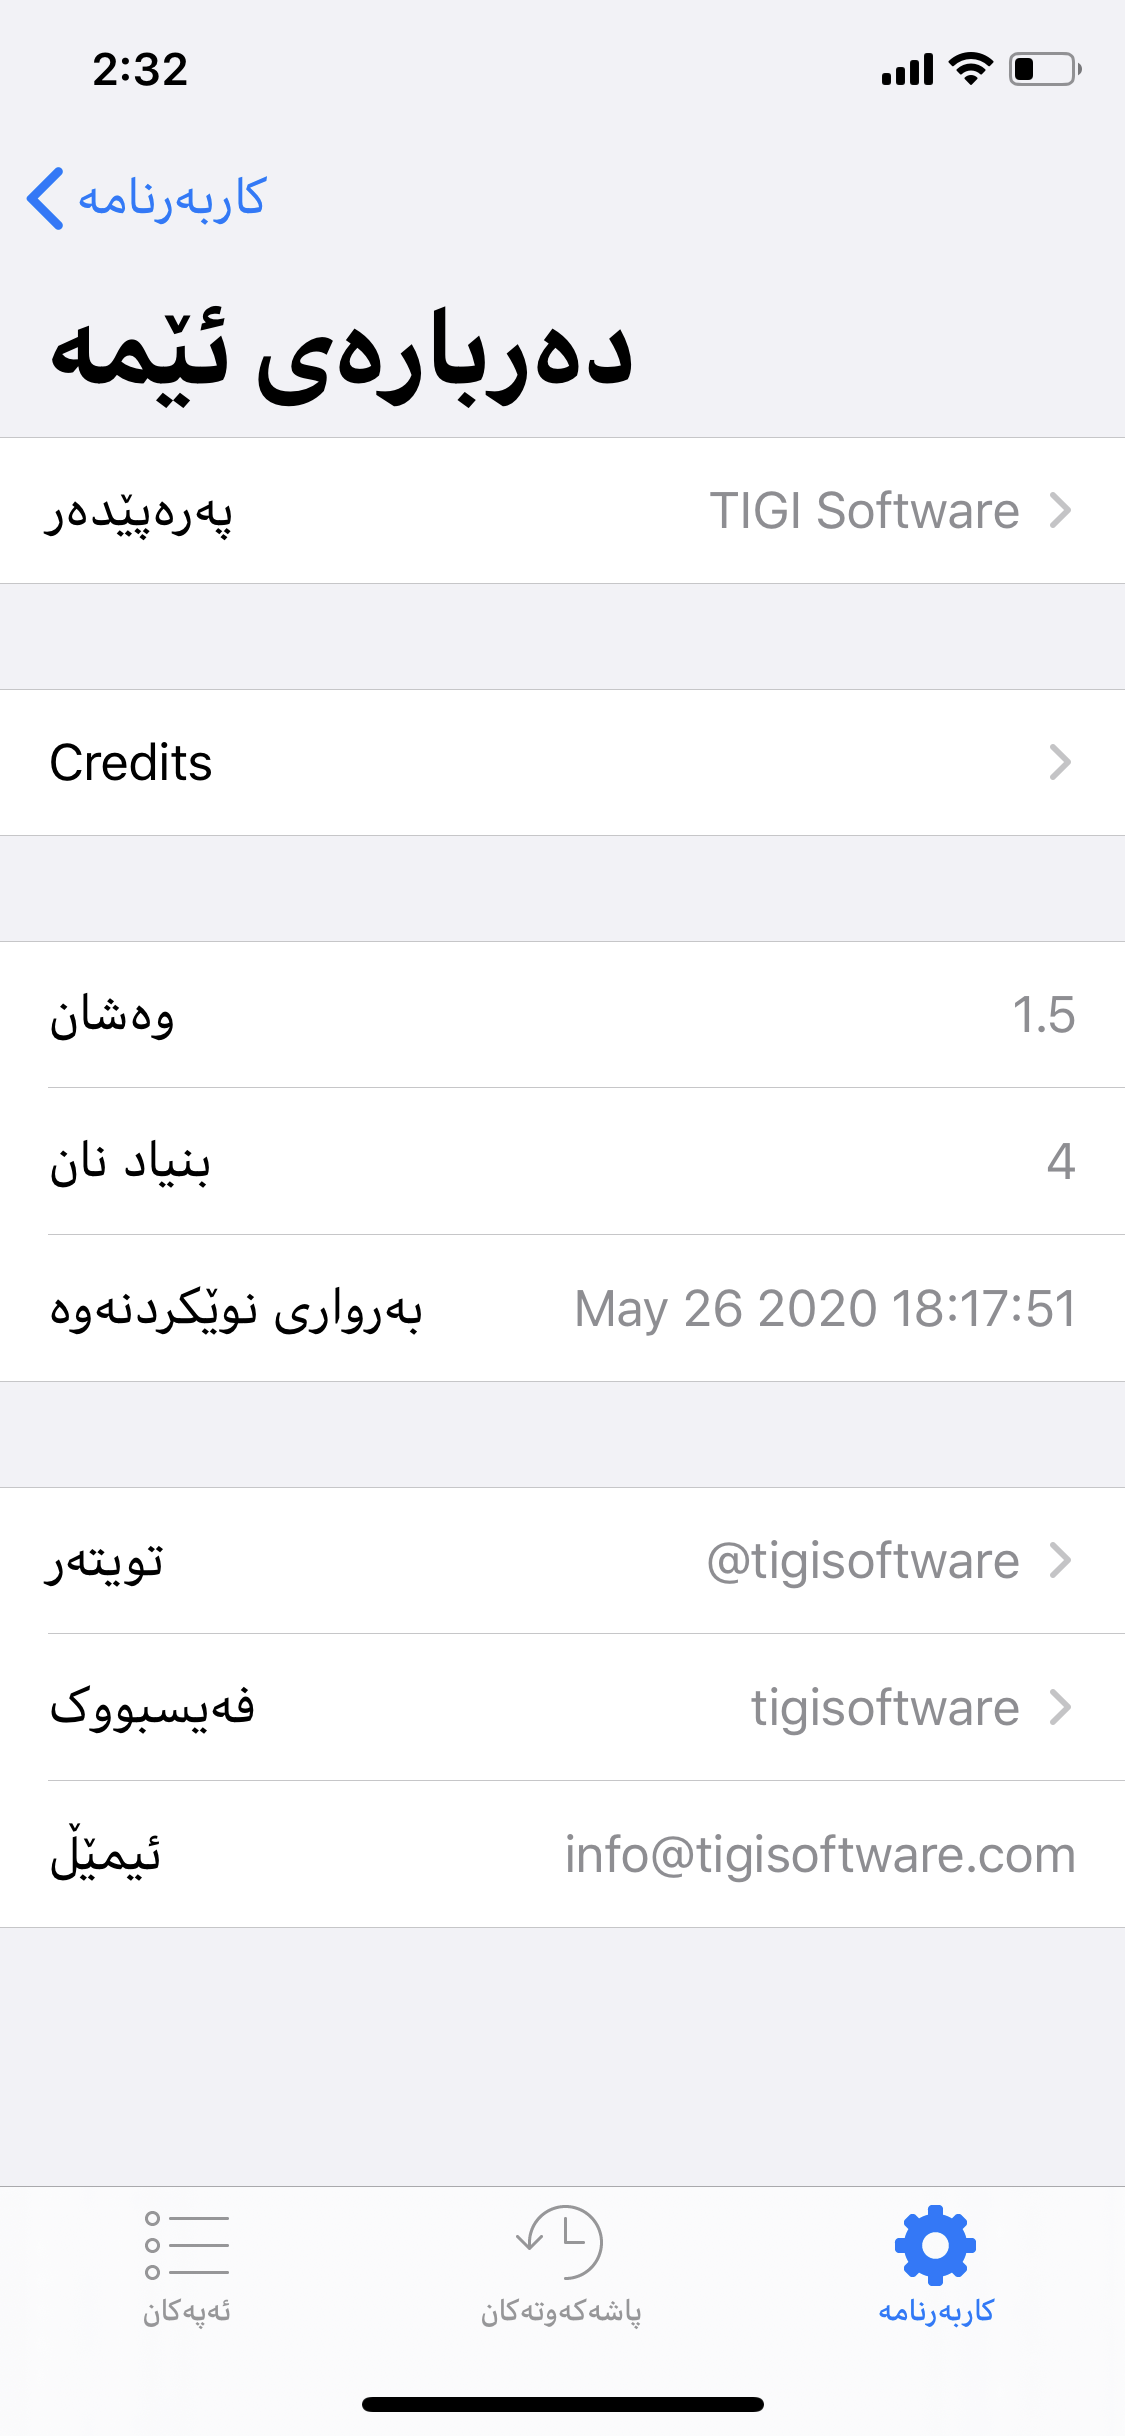 2:32
کاربەرنامە
دەربارەی ئێمە
پەرەپێدەر TIGI Software
Credits
وەشان 1.5
بنیاد نان 4
بەرواری نوێکردنەوە May 26 2020 18:17:51
تویتەر @tigisoftware
فەیسبووک tigisoftware
ئیمێڵ info@tigisoftware.com
ئەپەکان پاشەکەوتەکان کاربەرنامە